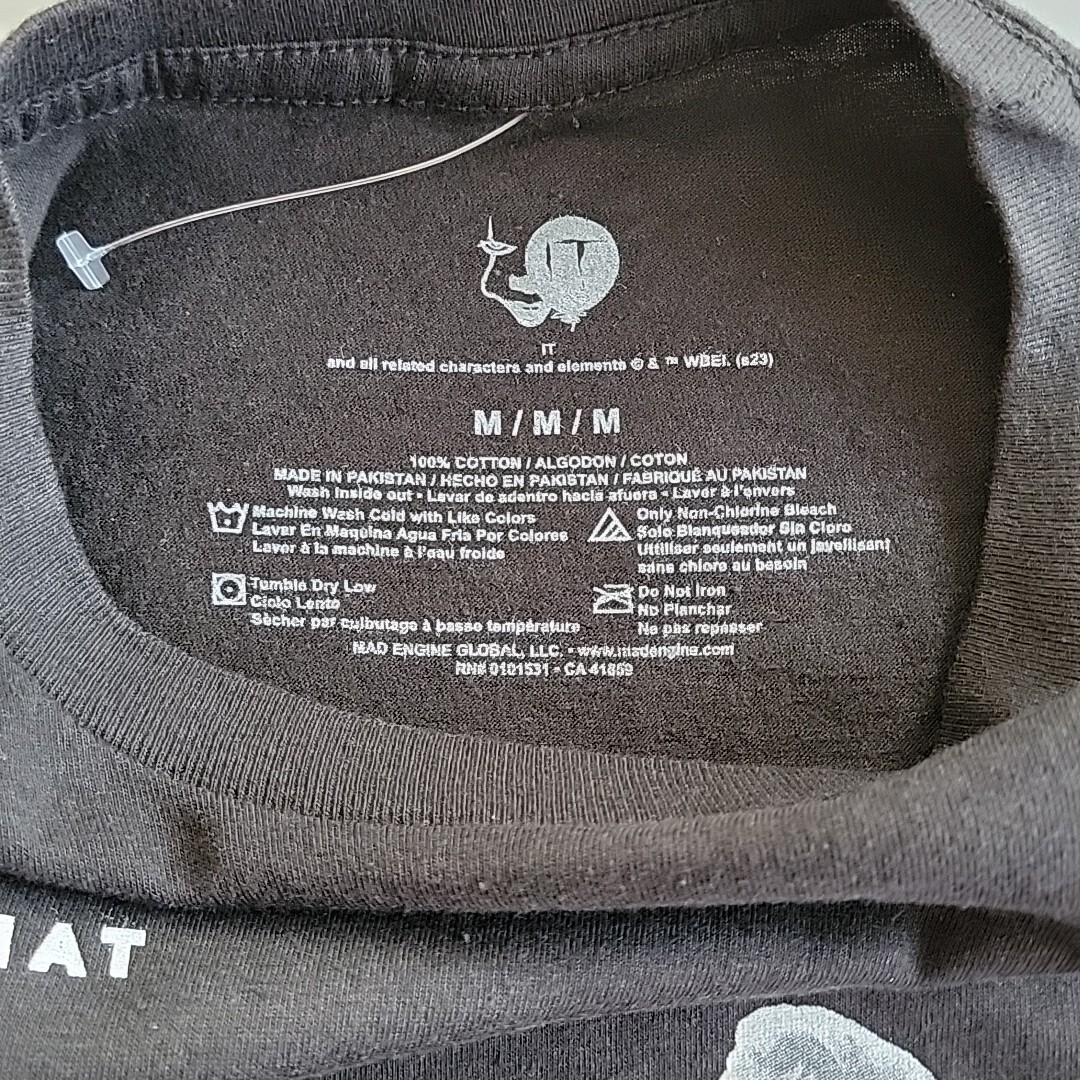 IT
IT
and all related characters and elements © & ™ WBEI. (s23)
M / M / M
100% COTTON / ALGODON / COTON
MADE IN PAKISTAN / HECHO EN PAKISTAN / FABRIQUÉ AU PAKISTAN
Wash Inside out • Lavar de adentro hacia afuera • Laver à l'envers
Machine Wash Cold with Like Colors
Lavar En Maquina Agua Fria Por Colores
Laver à la machine à l'eau froide
Only Non-Chlorine Bleach
Solo Blanqueador Sin Cloro
Utiliser seulement un javellisant
sans chlore au besoin
Tumble Dry Low
Ciclo Lento
Sècher par culbutage à basse température
Do Not Iron
No Planchar
Ne pas repasser
MAD ENGINE GLOBAL, LLC. • www.madengine.com
RN# 0101531 • CA 41859